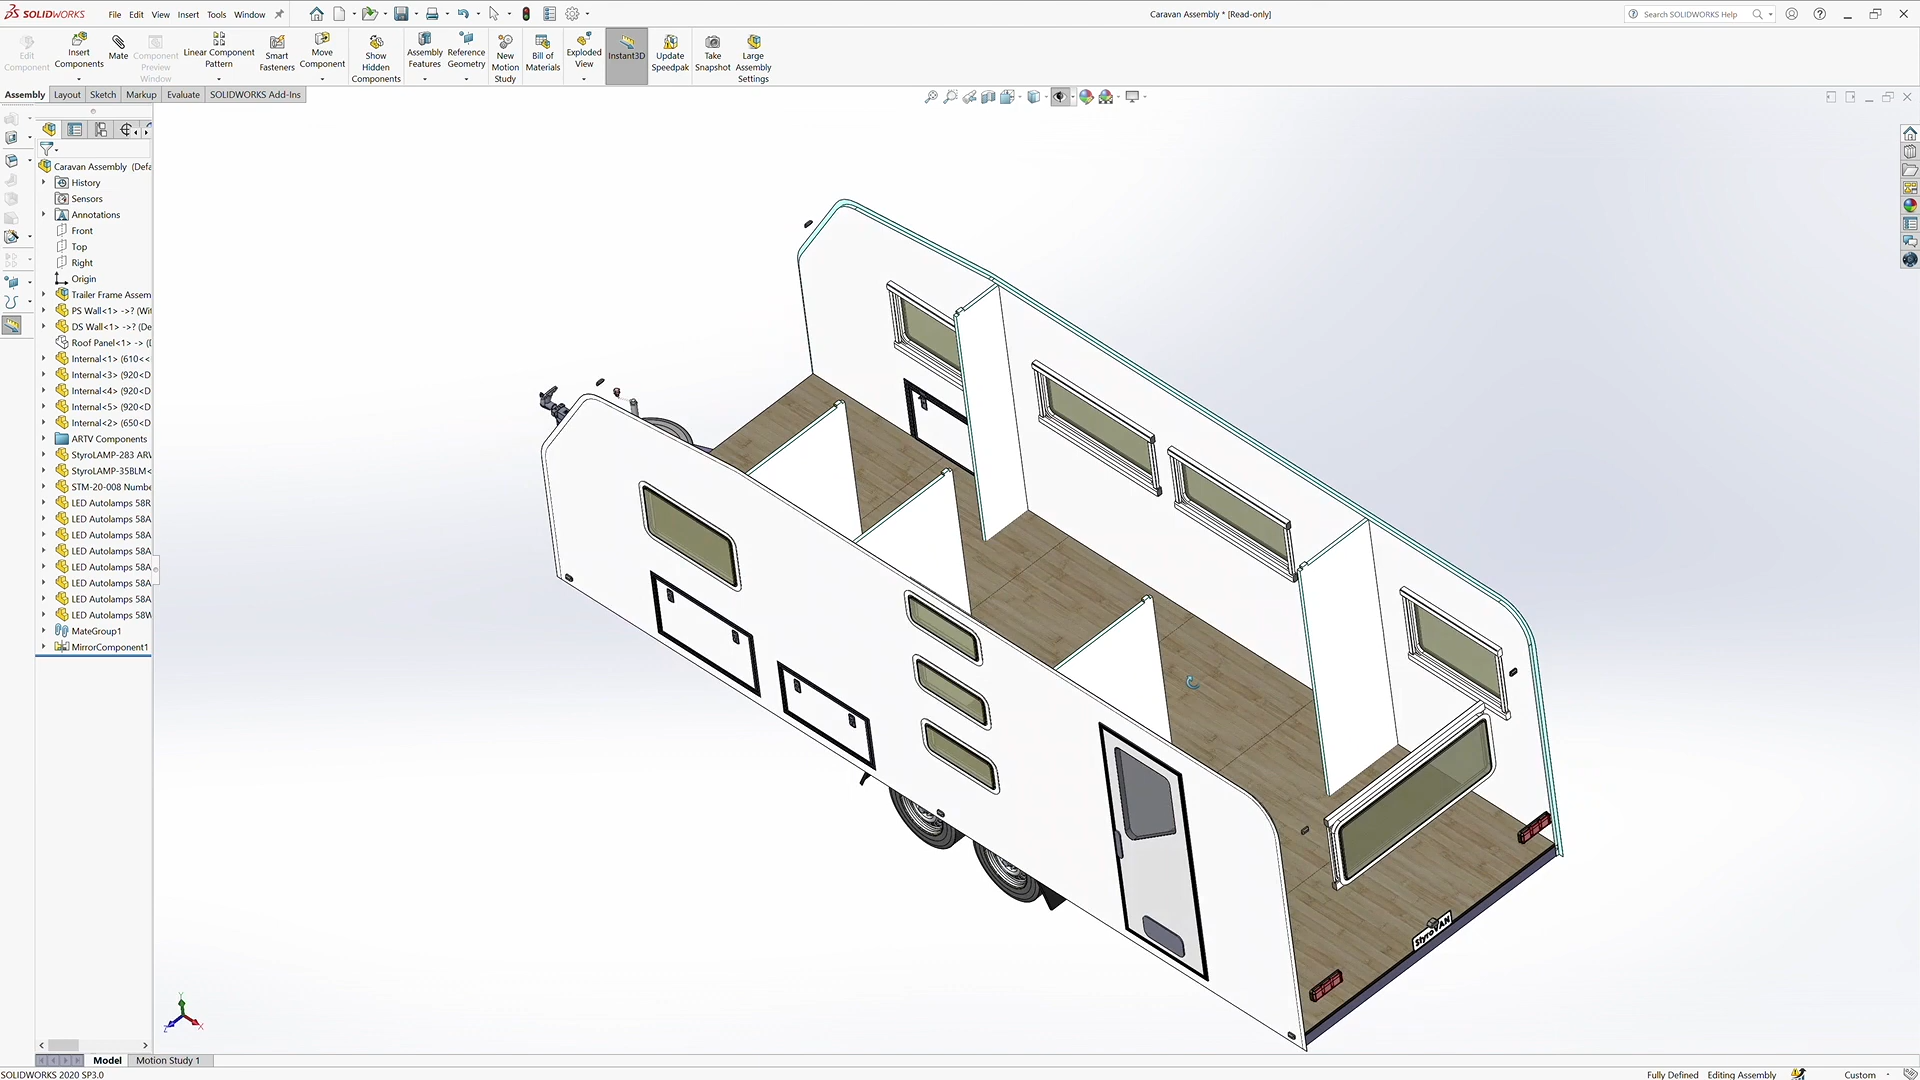 SOLIDWORKS
File Edit View Insert Tools Window
Caravan Assembly * [Read-only]
Search SOLIDWORKS Help
Edit Component
Insert Components
Mate
Component Preview Window
Linear Component Pattern
Smart Fasteners
Move Component
Show Hidden Components
Assembly Features
Reference Geometry
New Motion Study
Bill of Materials
Exploded View
Instant3D
Update Speedpak
Take Snapshot
Large Assembly Settings
Assembly Layout Sketch Markup Evaluate SOLIDWORKS Add-Ins
Caravan Assembly (Defa
History
Sensors
Annotations
Front
Top
Right
Origin
Trailer Frame Assem
PS Wall<1> ->? (Wi
DS Wall<1> ->? (De
Roof Panel<1> -> (
Internal<1> (610<<
Internal<3> (920<D
Internal<4> (920<D
Internal<5> (920<D
Internal<2> (650<D
ARTV Components
StyroLAMP-283 AR
StyroLAMP-35BLM<
STM-20-008 Numbe
LED Autolamps 58R
LED Autolamps 58A
LED Autolamps 58A
LED Autolamps 58A
LED Autolamps 58A
LED Autolamps 58A
LED Autolamps 58A
LED Autolamps 58W
MateGroup1
MirrorComponent1
StyroVAN
Y
Z
X
Model Motion Study 1
SOLIDWORKS 2020 SP3.0
Fully Defined Editing Assembly Custom